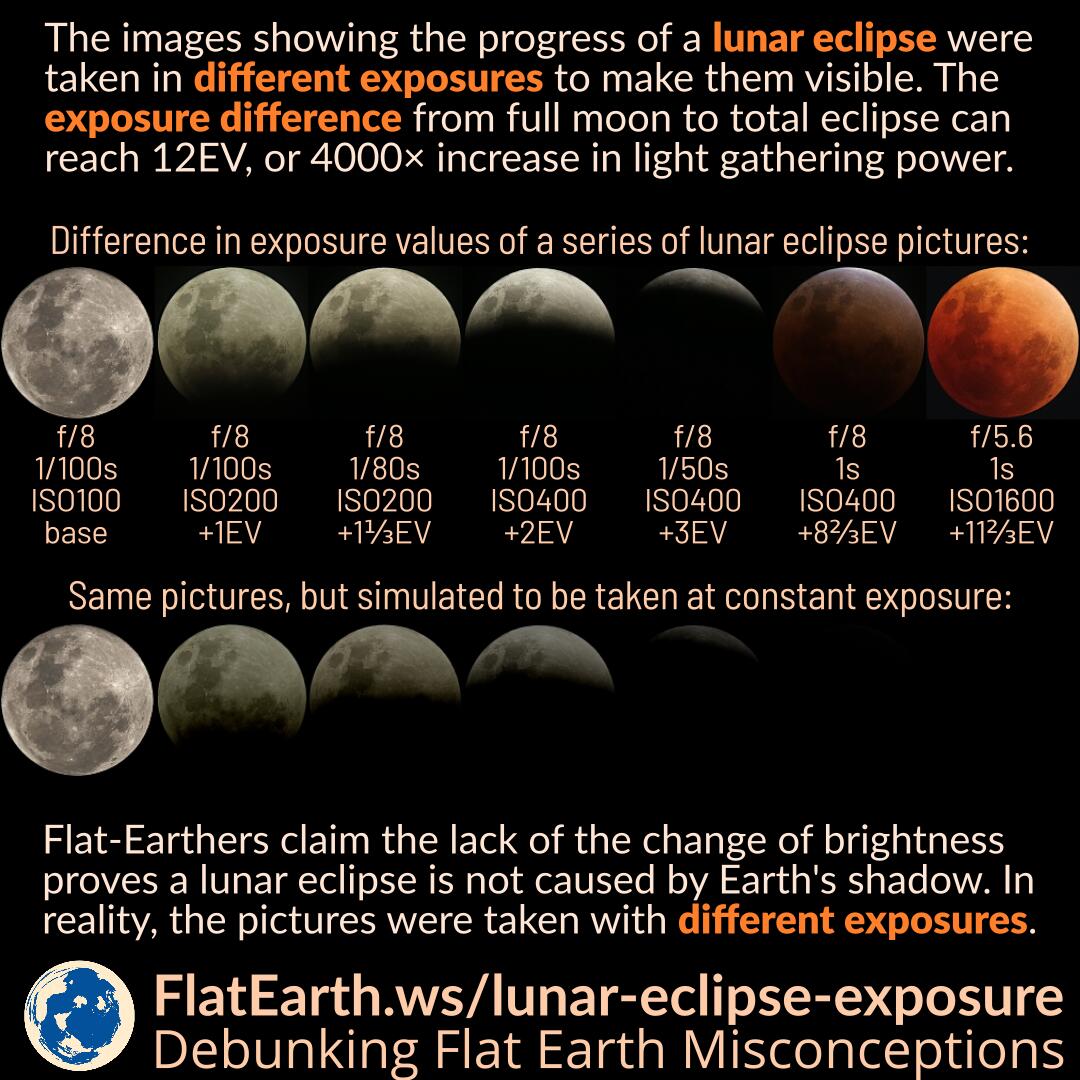 The images showing the progress of a lunar eclipse were
taken in different exposures to make them visible. The
exposure difference from full moon to total eclipse can
reach 12EV, or 4000× increase in light gathering power.
Difference in exposure values of a series of lunar eclipse pictures:
f/8 f/8 f/8 f/8 f/8 f/8 f/5.6
1/100s 1/100s 1/80s 1/100s 1/50s 1s 1s
ISO100 ISO200 ISO200 ISO400 ISO400 ISO400 ISO1600
base +1EV +1⅓EV +2EV +3EV +8⅔EV +11⅔EV
Same pictures, but simulated to be taken at constant exposure:
Flat-Earthers claim the lack of the change of brightness
proves a lunar eclipse is not caused by Earth's shadow. In
reality, the pictures were taken with different exposures.
FlatEarth.ws/lunar-eclipse-exposure
Debunking Flat Earth Misconceptions